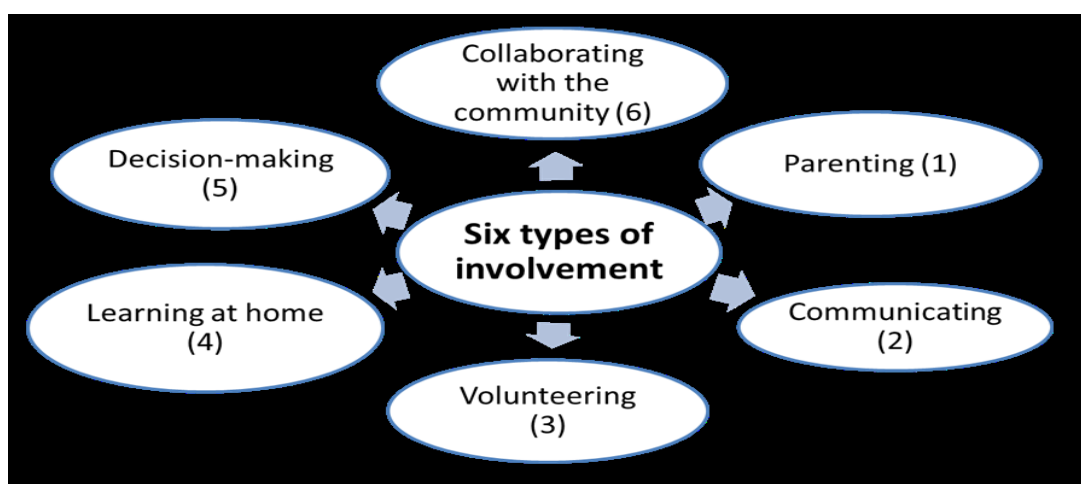 Collaborating
with the
community (6)
Decision-making
(5)
Parenting (1)
Six types of
involvement
Learning at home
(4)
Communicating
(2)
Volunteering
(3)